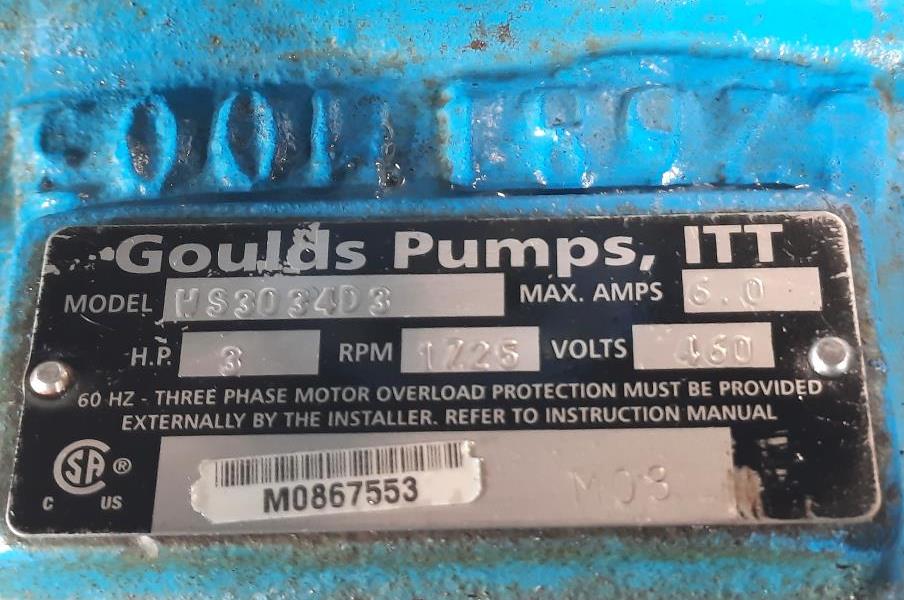 Goulds Pumps, ITT
MODEL WS3034D3 MAX. AMPS 6.0
H.P. 3 RPM 1725 VOLTS 460
60 HZ - THREE PHASE MOTOR OVERLOAD PROTECTION MUST BE PROVIDED
EXTERNALLY BY THE INSTALLER. REFER TO INSTRUCTION MANUAL
SA ®
C US
M0867553
M08